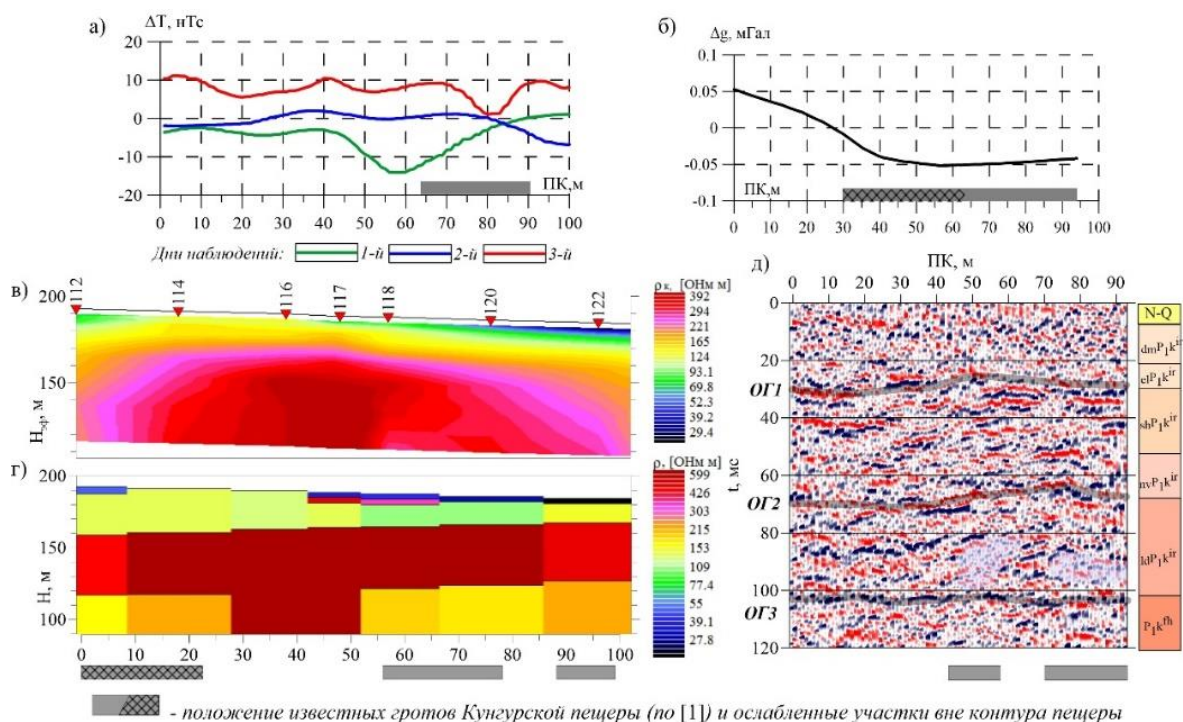 а)
ΔT, нТс
20
10
0
-10
-20
ПК,м
0 10 20 30 40 50 60 70 80 90 100
Дни наблюдений: 1-й 2-й 3-й
б)
Δg, мГал
0.1
0.05
0
-0.05
-0.1
ПК,м
0 10 20 30 40 50 60 70 80 90 100
в)
112 114 116 117 118 120 122
200
150
Hэф, м
ρк, [ОНм м]
392
294
221
165
124
93.1
69.8
52.3
39.2
29.4
г)
200
150
100
H, м
ρ, [ОНм м]
599
426
303
215
153
109
77.4
55
39.1
27.8
0 10 20 30 40 50 60 70 80 90 100
д)
ПК, м
0 10 20 30 40 50 60 70 80 90
0
20
40
60
80
100
120
t, мс
ОГ1
ОГ2
ОГ3
N-Q
dmP₁kⁱʳ
elP₁kⁱʳ
shP₁kⁱʳ
nvP₁kⁱʳ
ldP₁kⁱʳ
P₁kᶠʰ
- положение известных гротов Кунгурской пещеры (по [1]) и ослабленные участки вне контура пещеры